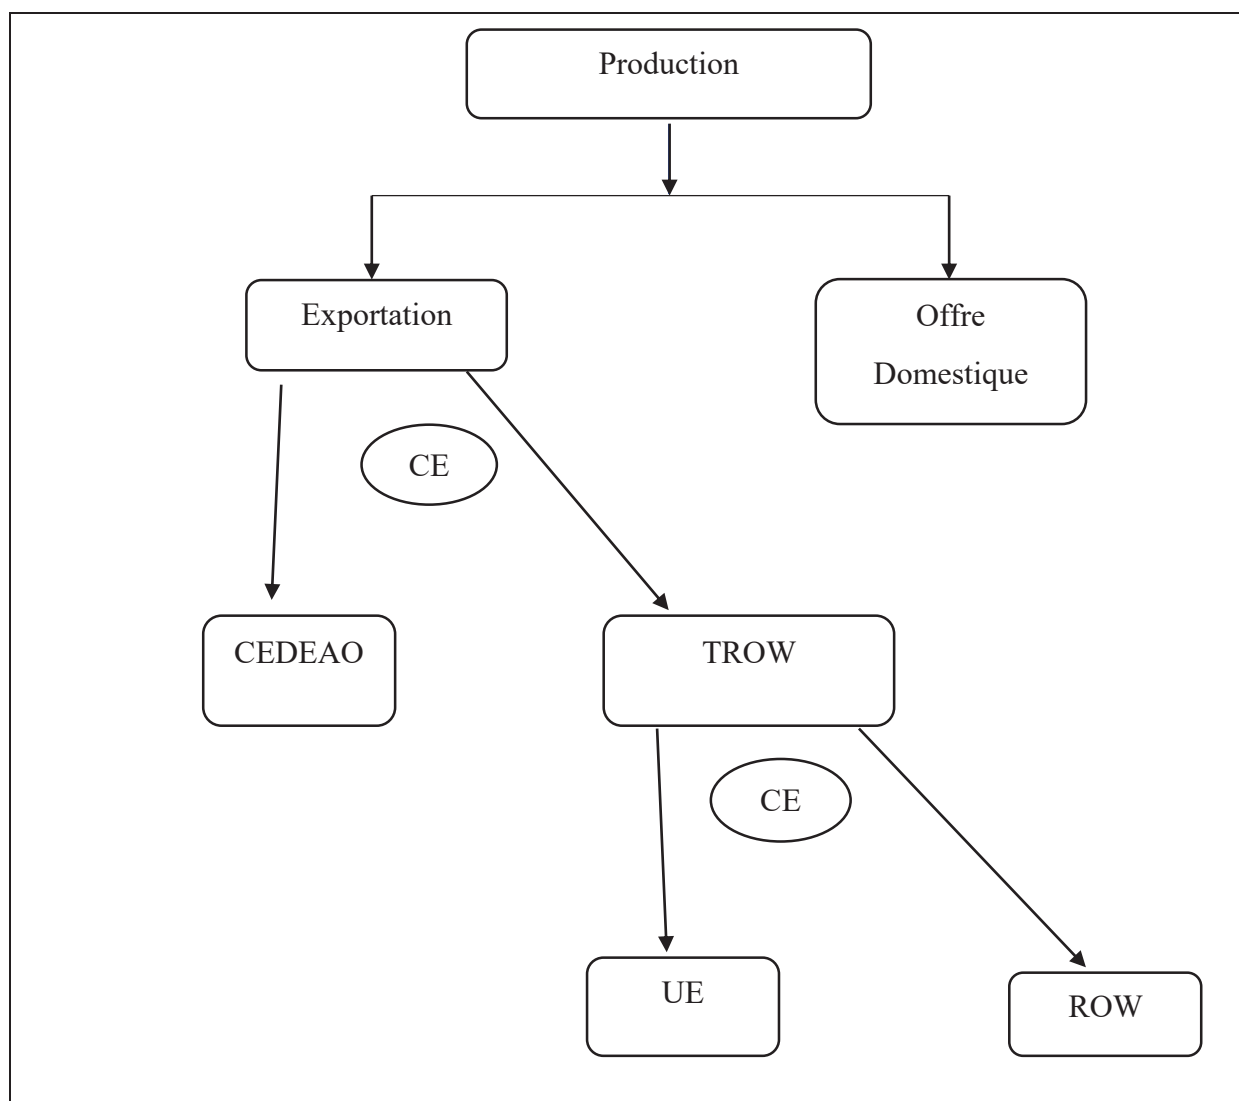 Production
Exportation
Offre
Domestique
CE
CEDEAO
TROW
CE
UE
ROW